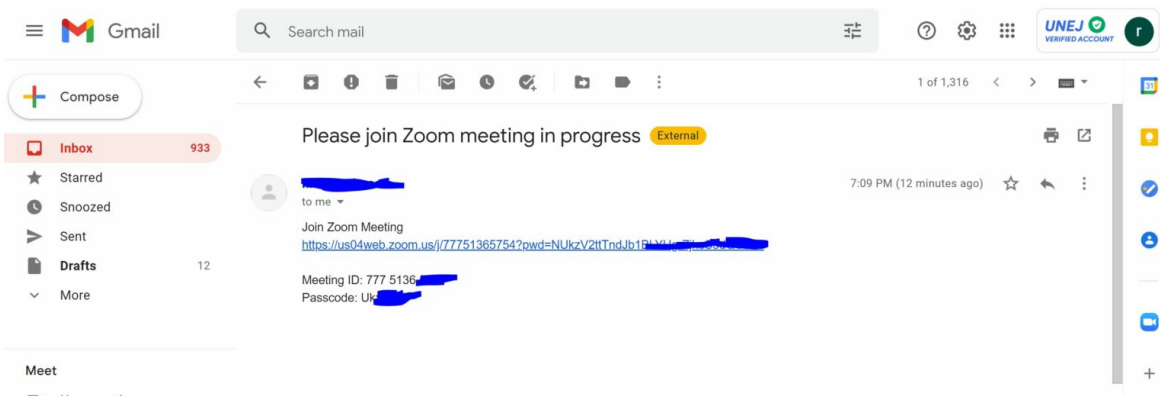 Gmail
Search mail
UNEJ
VERIFIED ACCOUNT
r
Compose
1 of 1,316
31
Please join Zoom meeting in progress External
Inbox 933
Starred
7:09 PM (12 minutes ago)
to me
Snoozed
Join Zoom Meeting
Sent
https://us04web.zoom.us/j/77751365754?pwd=NUkzV2ttTndJb1
Drafts 12
Meeting ID: 777 5136
More
Passcode: Uk
Meet